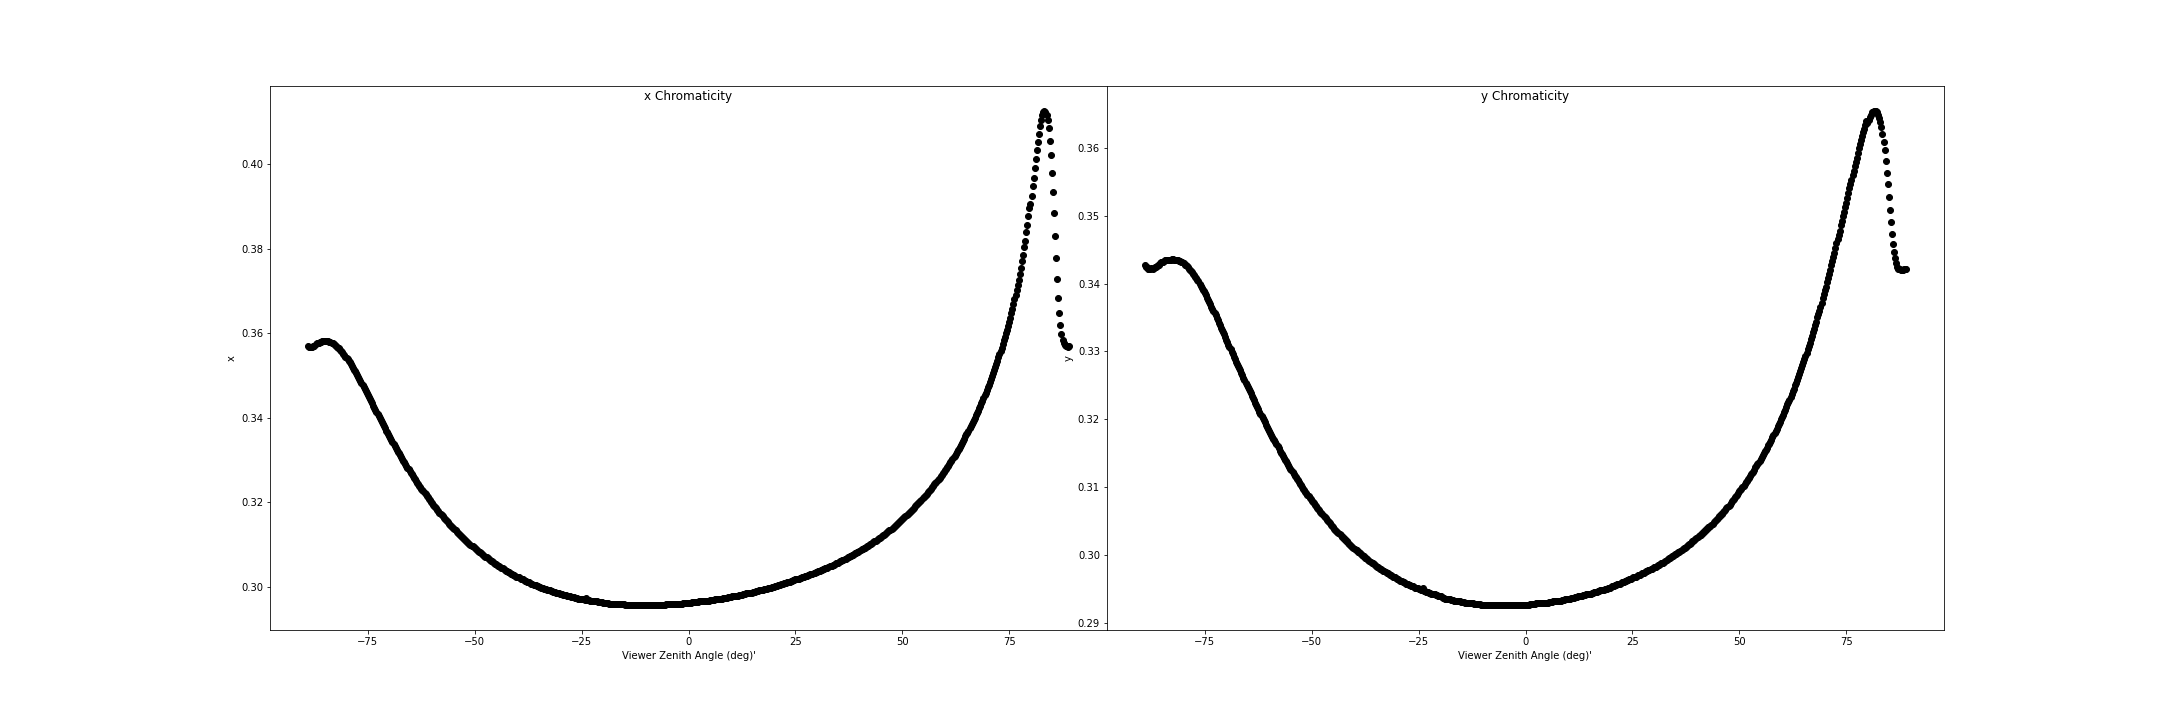 x Chromaticity
0.40
0.38
0.36
0.34
0.32
0.30
x
−75 −50 −25 0 25 50 75
Viewer Zenith Angle (deg)'
y Chromaticity
0.36
0.35
0.34
0.33
0.32
0.31
0.30
0.29
y
−75 −50 −25 0 25 50 75
Viewer Zenith Angle (deg)'